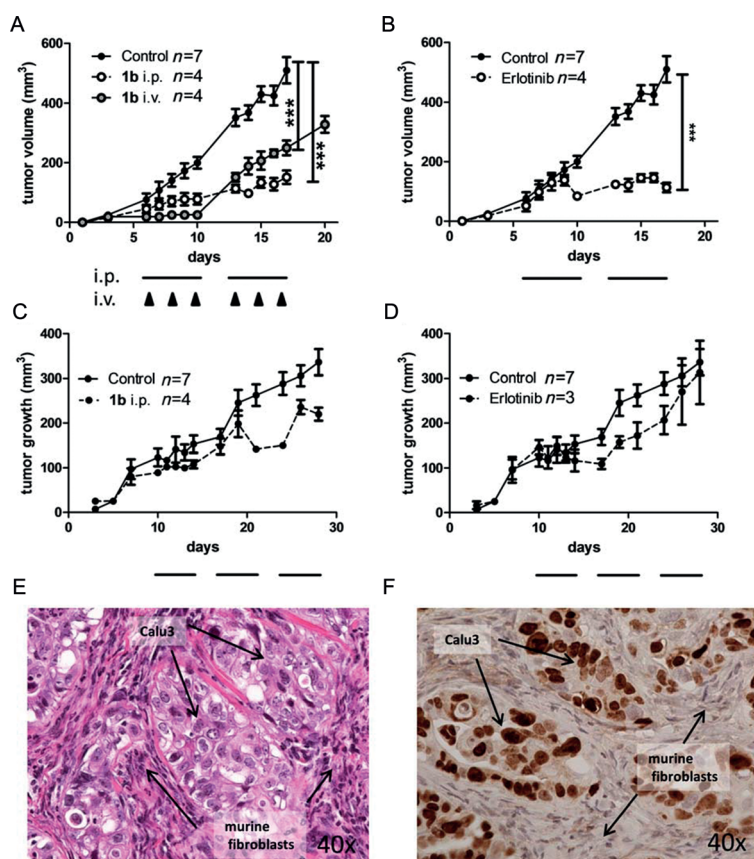 A
tumor volume (mm³)
600
400
200
0
Control n=7
1b i.p. n=4
1b i.v. n=4
***
***
0 5 10 15 20
days
i.p.
i.v.
B
tumor volume (mm³)
600
400
200
0
Control n=7
Erlotinib n=4
***
0 5 10 15 20
days
C
tumor growth (mm³)
400
300
200
100
0
Control n=7
1b i.p. n=4
0 10 20 30
days
D
tumor growth (mm³)
400
300
200
100
0
Control n=7
Erlotinib n=3
0 10 20 30
days
E
Calu3
murine
fibroblasts
40x
F
Calu3
murine
fibroblasts
40x